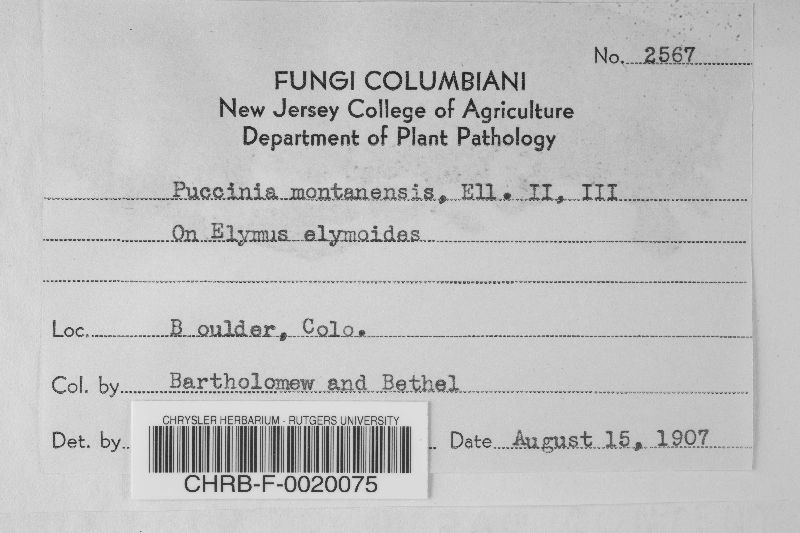 No. 2567
FUNGI COLUMBIANI
New Jersey College of Agriculture
Department of Plant Pathology
Puccinia montanensis, Ell. II, III
On Elymus elymoides
Loc. B oulder, Colo.
Col. by Bartholomew and Bethel
Det. by Date August 15, 1907
CHRYSLER HERBARIUM - RUTGERS UNIVERSITY
CHRB-F-0020075